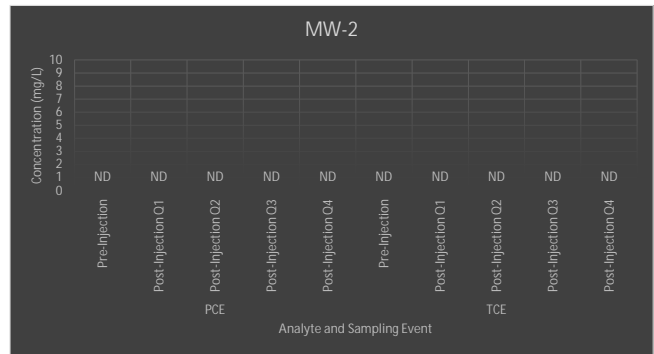 MW-2
Concentration (mg/L)
10
9
8
7
6
5
4
3
2
1
0
ND ND ND ND ND ND ND ND ND ND
Pre-Injection
Post-Injection Q1
Post-Injection Q2
Post-Injection Q3
Post-Injection Q4
Pre-Injection
Post-Injection Q1
Post-Injection Q2
Post-Injection Q3
Post-Injection Q4
PCE TCE
Analyte and Sampling Event